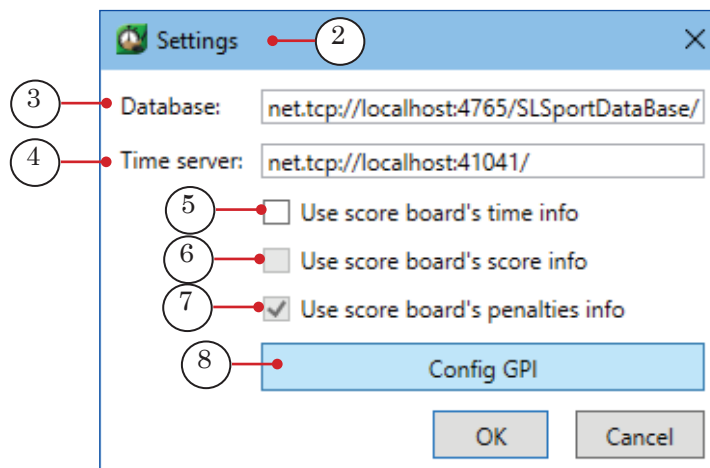 Settings 2
3 Database: net.tcp://localhost:4765/SLSportDataBase/
4 Time server: net.tcp://localhost:41041/
5 Use score board's time info
6 Use score board's score info
7 Use score board's penalties info
8 Config GPI
OK Cancel